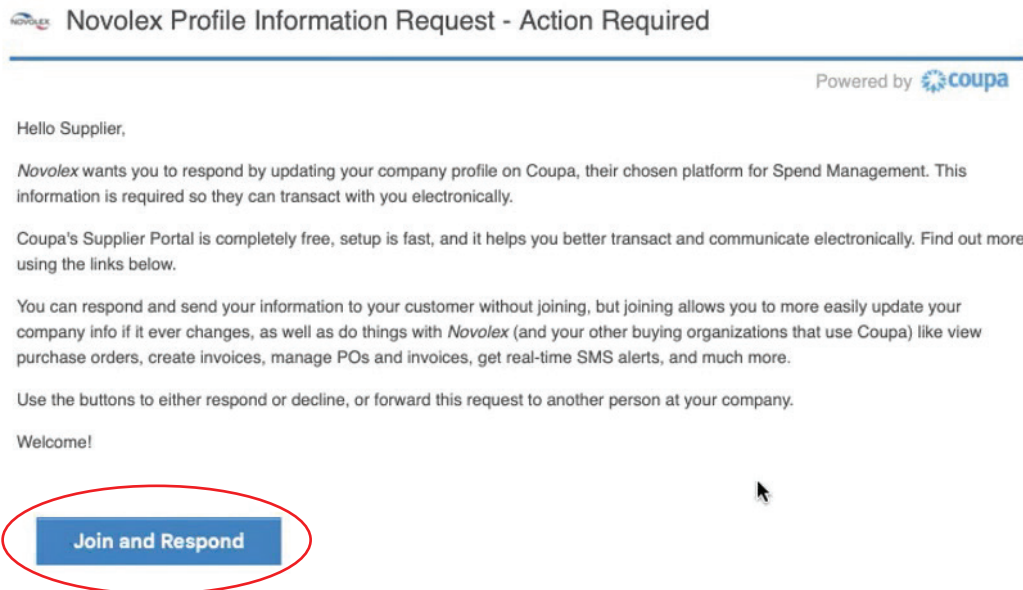 NOVOLEX Novolex Profile Information Request - Action Required
Powered by coupa
Hello Supplier,
Novolex wants you to respond by updating your company profile on Coupa, their chosen platform for Spend Management. This
information is required so they can transact with you electronically.
Coupa's Supplier Portal is completely free, setup is fast, and it helps you better transact and communicate electronically. Find out more
using the links below.
You can respond and send your information to your customer without joining, but joining allows you to more easily update your
company info if it ever changes, as well as do things with Novolex (and your other buying organizations that use Coupa) like view
purchase orders, create invoices, manage POs and invoices, get real-time SMS alerts, and much more.
Use the buttons to either respond or decline, or forward this request to another person at your company.
Welcome!
Join and Respond